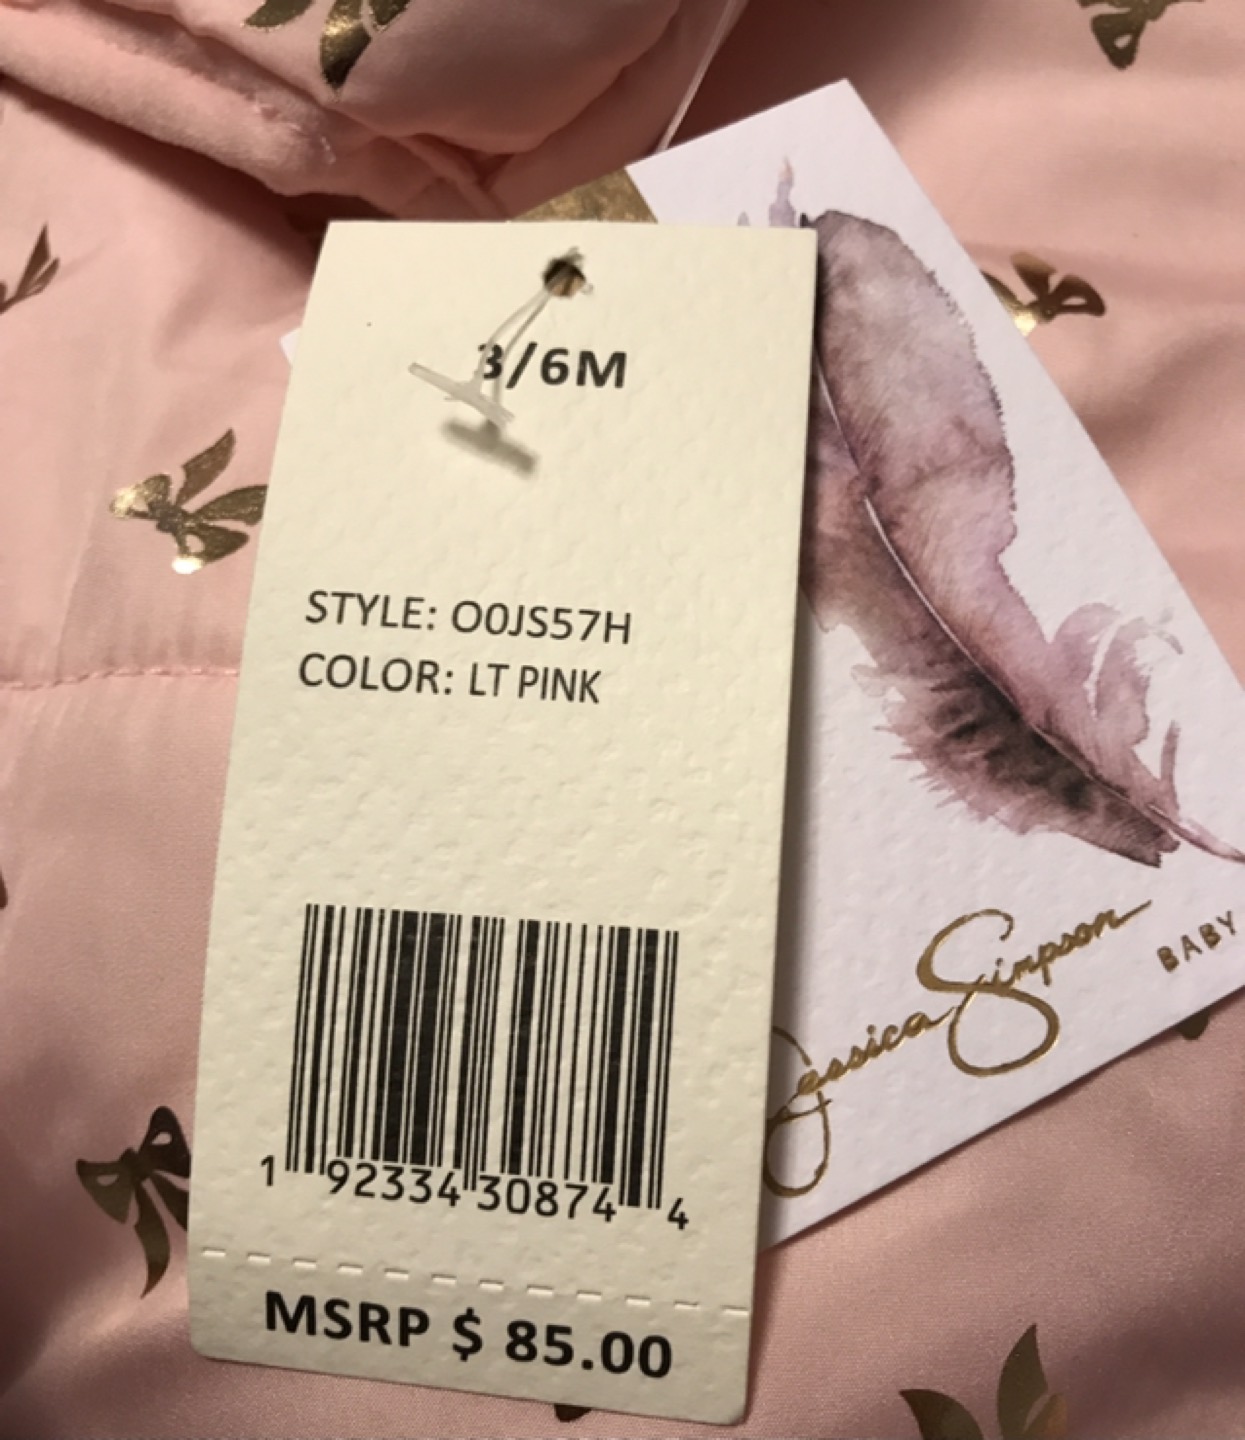 3/6M
STYLE: O0JS57H
COLOR: LT PINK
1 92334 30874 4
MSRP $ 85.00
Jessica Simpson
BABY